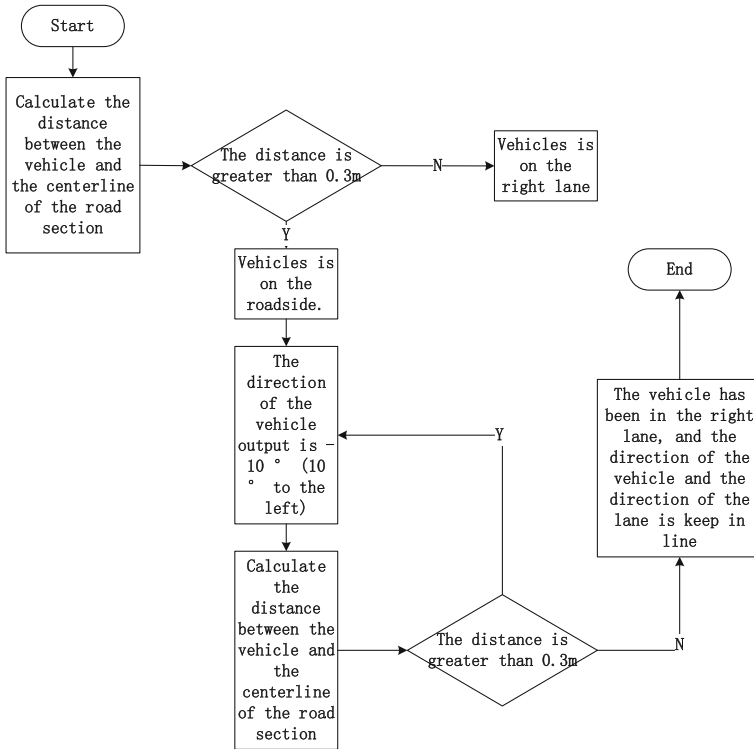 Start
Calculate the
distance
between the
vehicle and
the centerline
of the road
section
The distance is
greater than 0.3m
N
Vehicles is
on the
right lane
Y
Vehicles is
on the
roadside.
The
direction
of the
vehicle
output is -
10 ° (10
° to the
left)
Y
Calculate
the
distance
between the
vehicle and
the
centerline
of the road
section
The distance is
greater than 0.3m
N
The vehicle has
been in the right
lane, and the
direction of the
vehicle and the
direction of the
lane is keep in
line
End